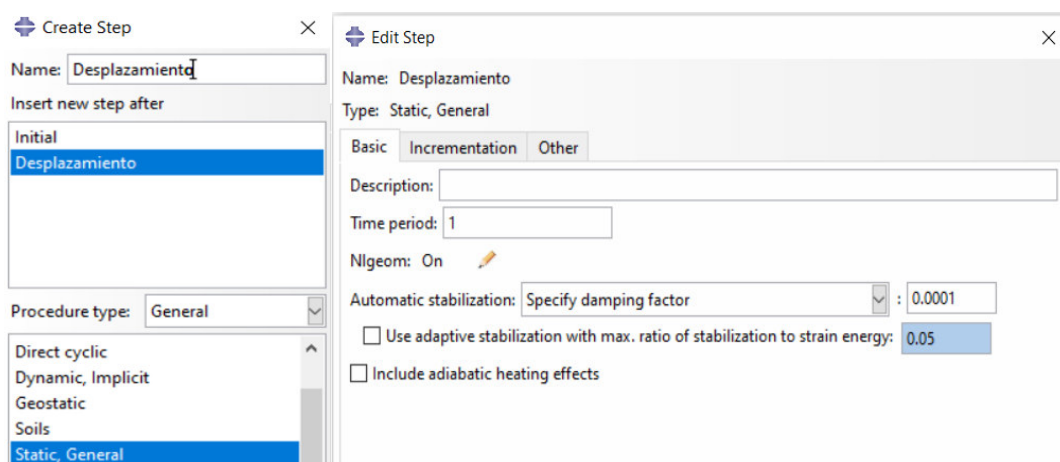 Create Step
Name: Desplazamiento
Insert new step after
Initial
Desplazamiento
Procedure type: General
Direct cyclic
Dynamic, Implicit
Geostatic
Soils
Static, General
Edit Step
Name: Desplazamiento
Type: Static, General
Basic Incrementation Other
Description:
Time period: 1
Nlgeom: On
Automatic stabilization: Specify damping factor : 0.0001
Use adaptive stabilization with max. ratio of stabilization to strain energy: 0.05
Include adiabatic heating effects